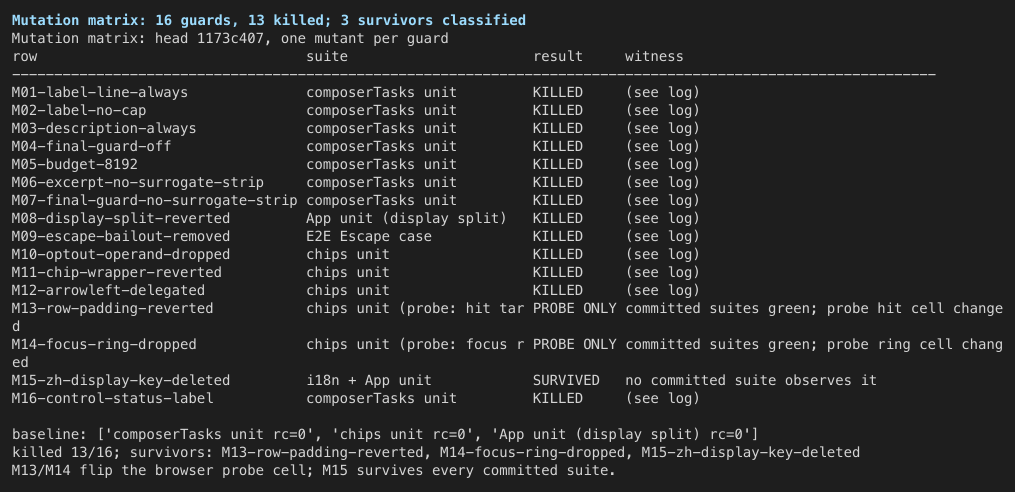 Mutation matrix: 16 guards, 13 killed; 3 survivors classified
Mutation matrix: head 1173c407, one mutant per guard
row suite result witness
--------------------------------------------------------------------------------------------------------------
M01-label-line-always composerTasks unit KILLED (see log)
M02-label-no-cap composerTasks unit KILLED (see log)
M03-description-always composerTasks unit KILLED (see log)
M04-final-guard-off composerTasks unit KILLED (see log)
M05-budget-8192 composerTasks unit KILLED (see log)
M06-excerpt-no-surrogate-strip composerTasks unit KILLED (see log)
M07-final-guard-no-surrogate-strip composerTasks unit KILLED (see log)
M08-display-split-reverted App unit (display split) KILLED (see log)
M09-escape-bailout-removed E2E Escape case KILLED (see log)
M10-optout-operand-dropped chips unit KILLED (see log)
M11-chip-wrapper-reverted chips unit KILLED (see log)
M12-arrowleft-delegated chips unit KILLED (see log)
M13-row-padding-reverted chips unit (probe: hit tar PROBE ONLY committed suites green; probe hit cell change
d
M14-focus-ring-dropped chips unit (probe: focus r PROBE ONLY committed suites green; probe ring cell chang
ed
M15-zh-display-key-deleted i18n + App unit SURVIVED no committed suite observes it
M16-control-status-label composerTasks unit KILLED (see log)
baseline: ['composerTasks unit rc=0', 'chips unit rc=0', 'App unit (display split) rc=0']
killed 13/16; survivors: M13-row-padding-reverted, M14-focus-ring-dropped, M15-zh-display-key-deleted
M13/M14 flip the browser probe cell; M15 survives every committed suite.